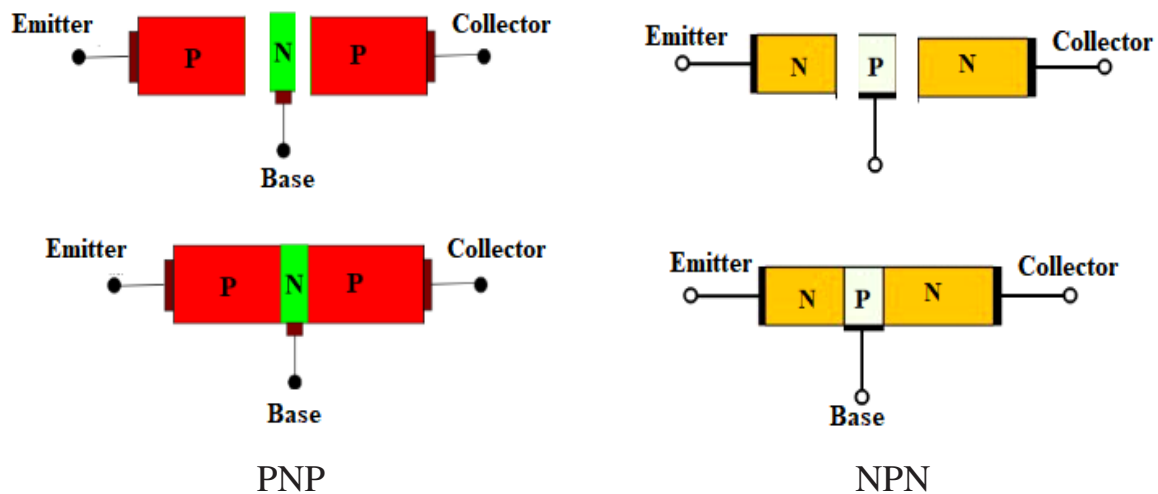 Emitter
Collector
P
N
P
Base
Emitter
Collector
N
P
N
Emitter
Collector
P
N
P
Base
Emitter
Collector
N
P
N
Base
PNP
NPN